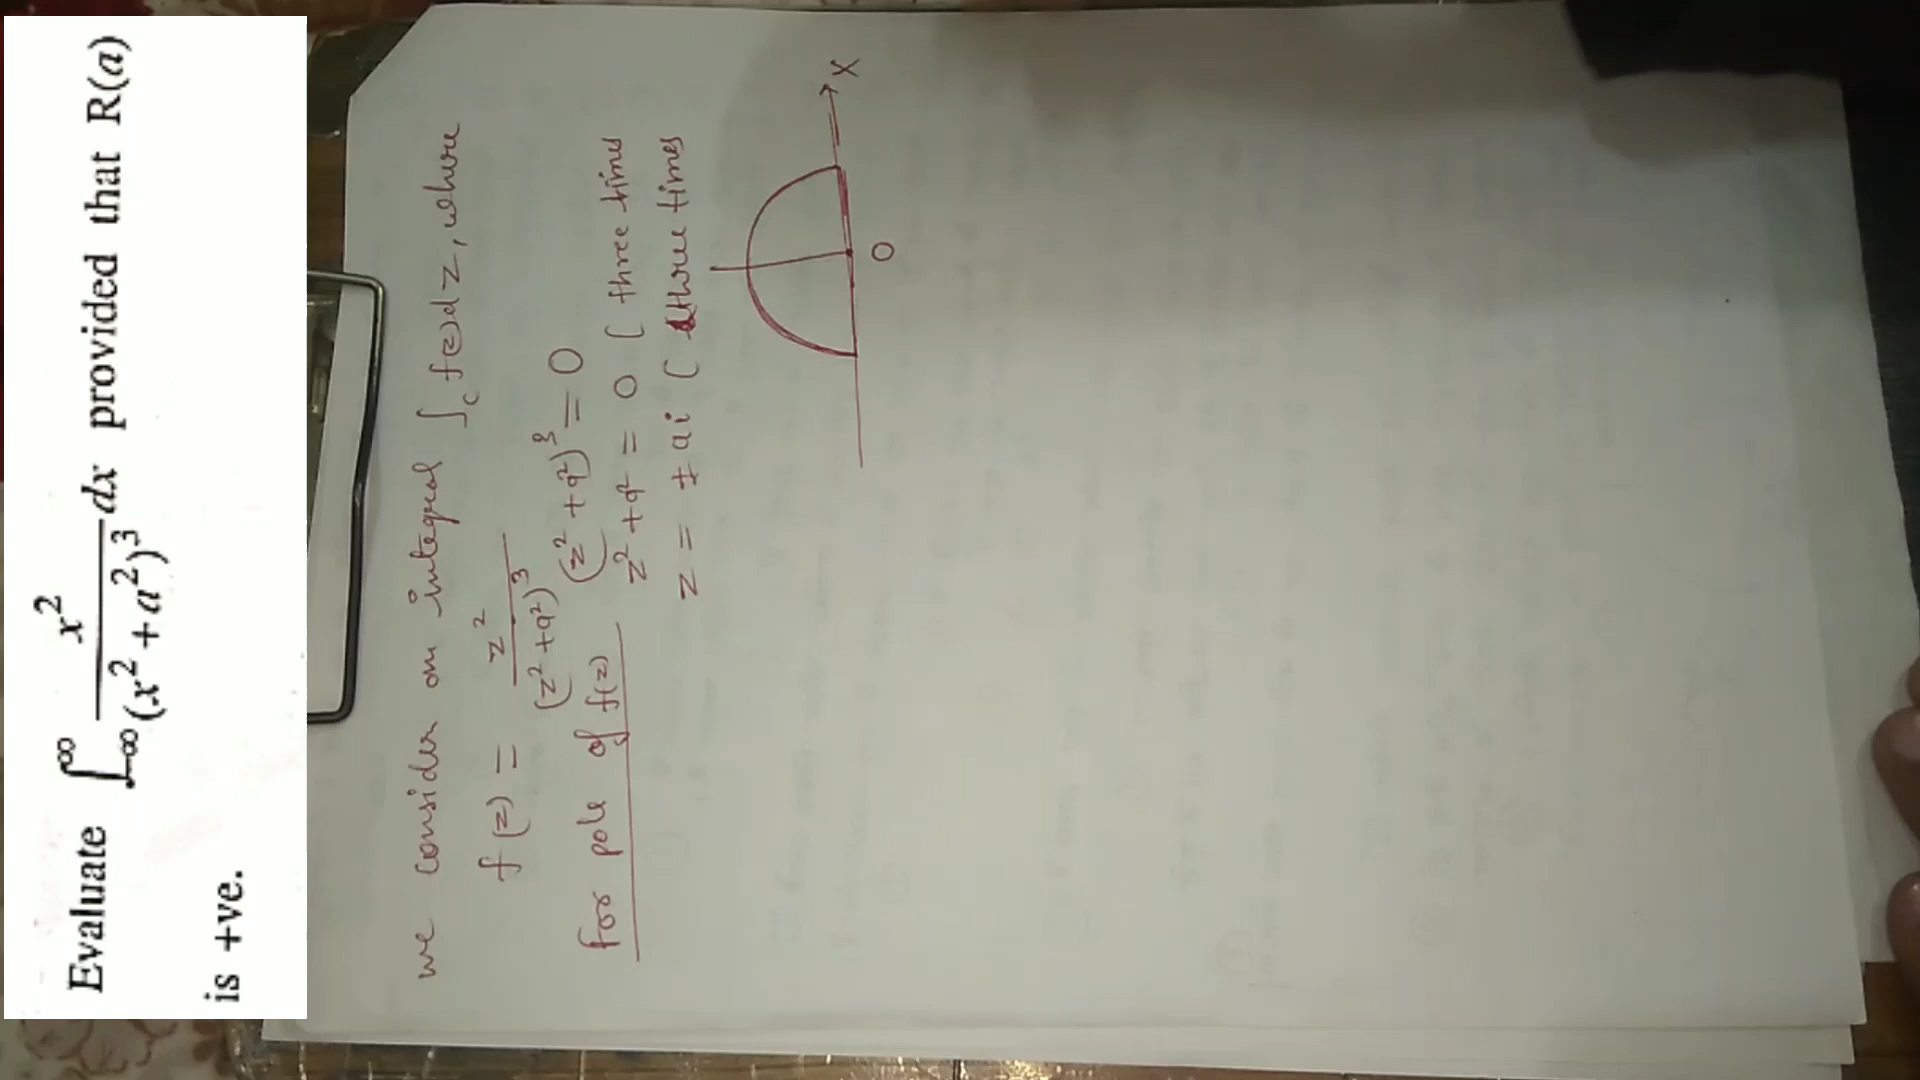 Evaluate ∫_{-∞}^{∞} x²/(x² + a²)³ dx provided that R(a)
is +ve.
we consider on integral ∫_c f(z)dz, where
f(z) = z²/(z²+a²)³
for pole of f(z) (z²+a²)³ = 0
z²+a² = 0 ( three times
z = ± ai ( three times
X
O